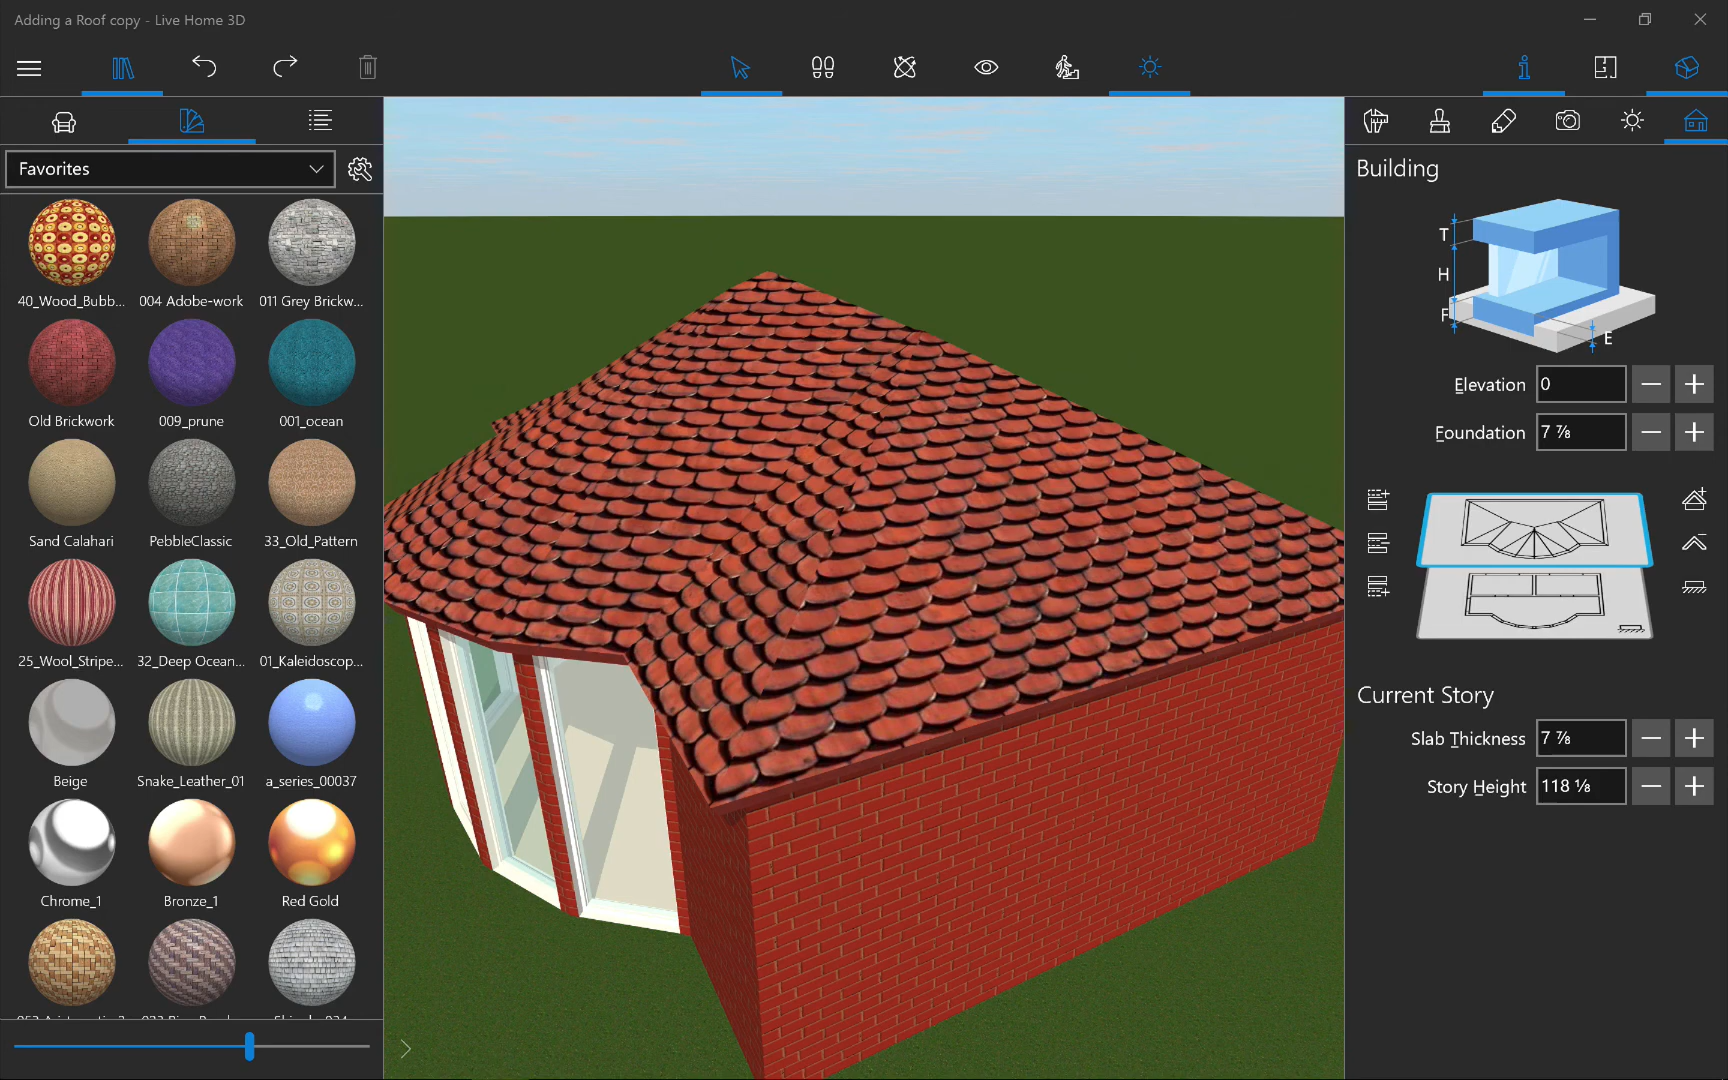 Adding a Roof copy - Live Home 3D
Favorites
40_Wood_Bubb...
004 Adobe-work
011 Grey Brickw...
Old Brickwork
009_prune
001_ocean
Sand Calahari
PebbleClassic
33_Old_Pattern
25_Wool_Stripe...
32_Deep Ocean...
01_Kaleidoscop...
Beige
Snake_Leather_01
a_series_00037
Chrome_1
Bronze_1
Red Gold
Building
T
H
F
E
Elevation
0
Foundation
7 ⅞
Current Story
Slab Thickness
7 ⅞
Story Height
118 ⅛